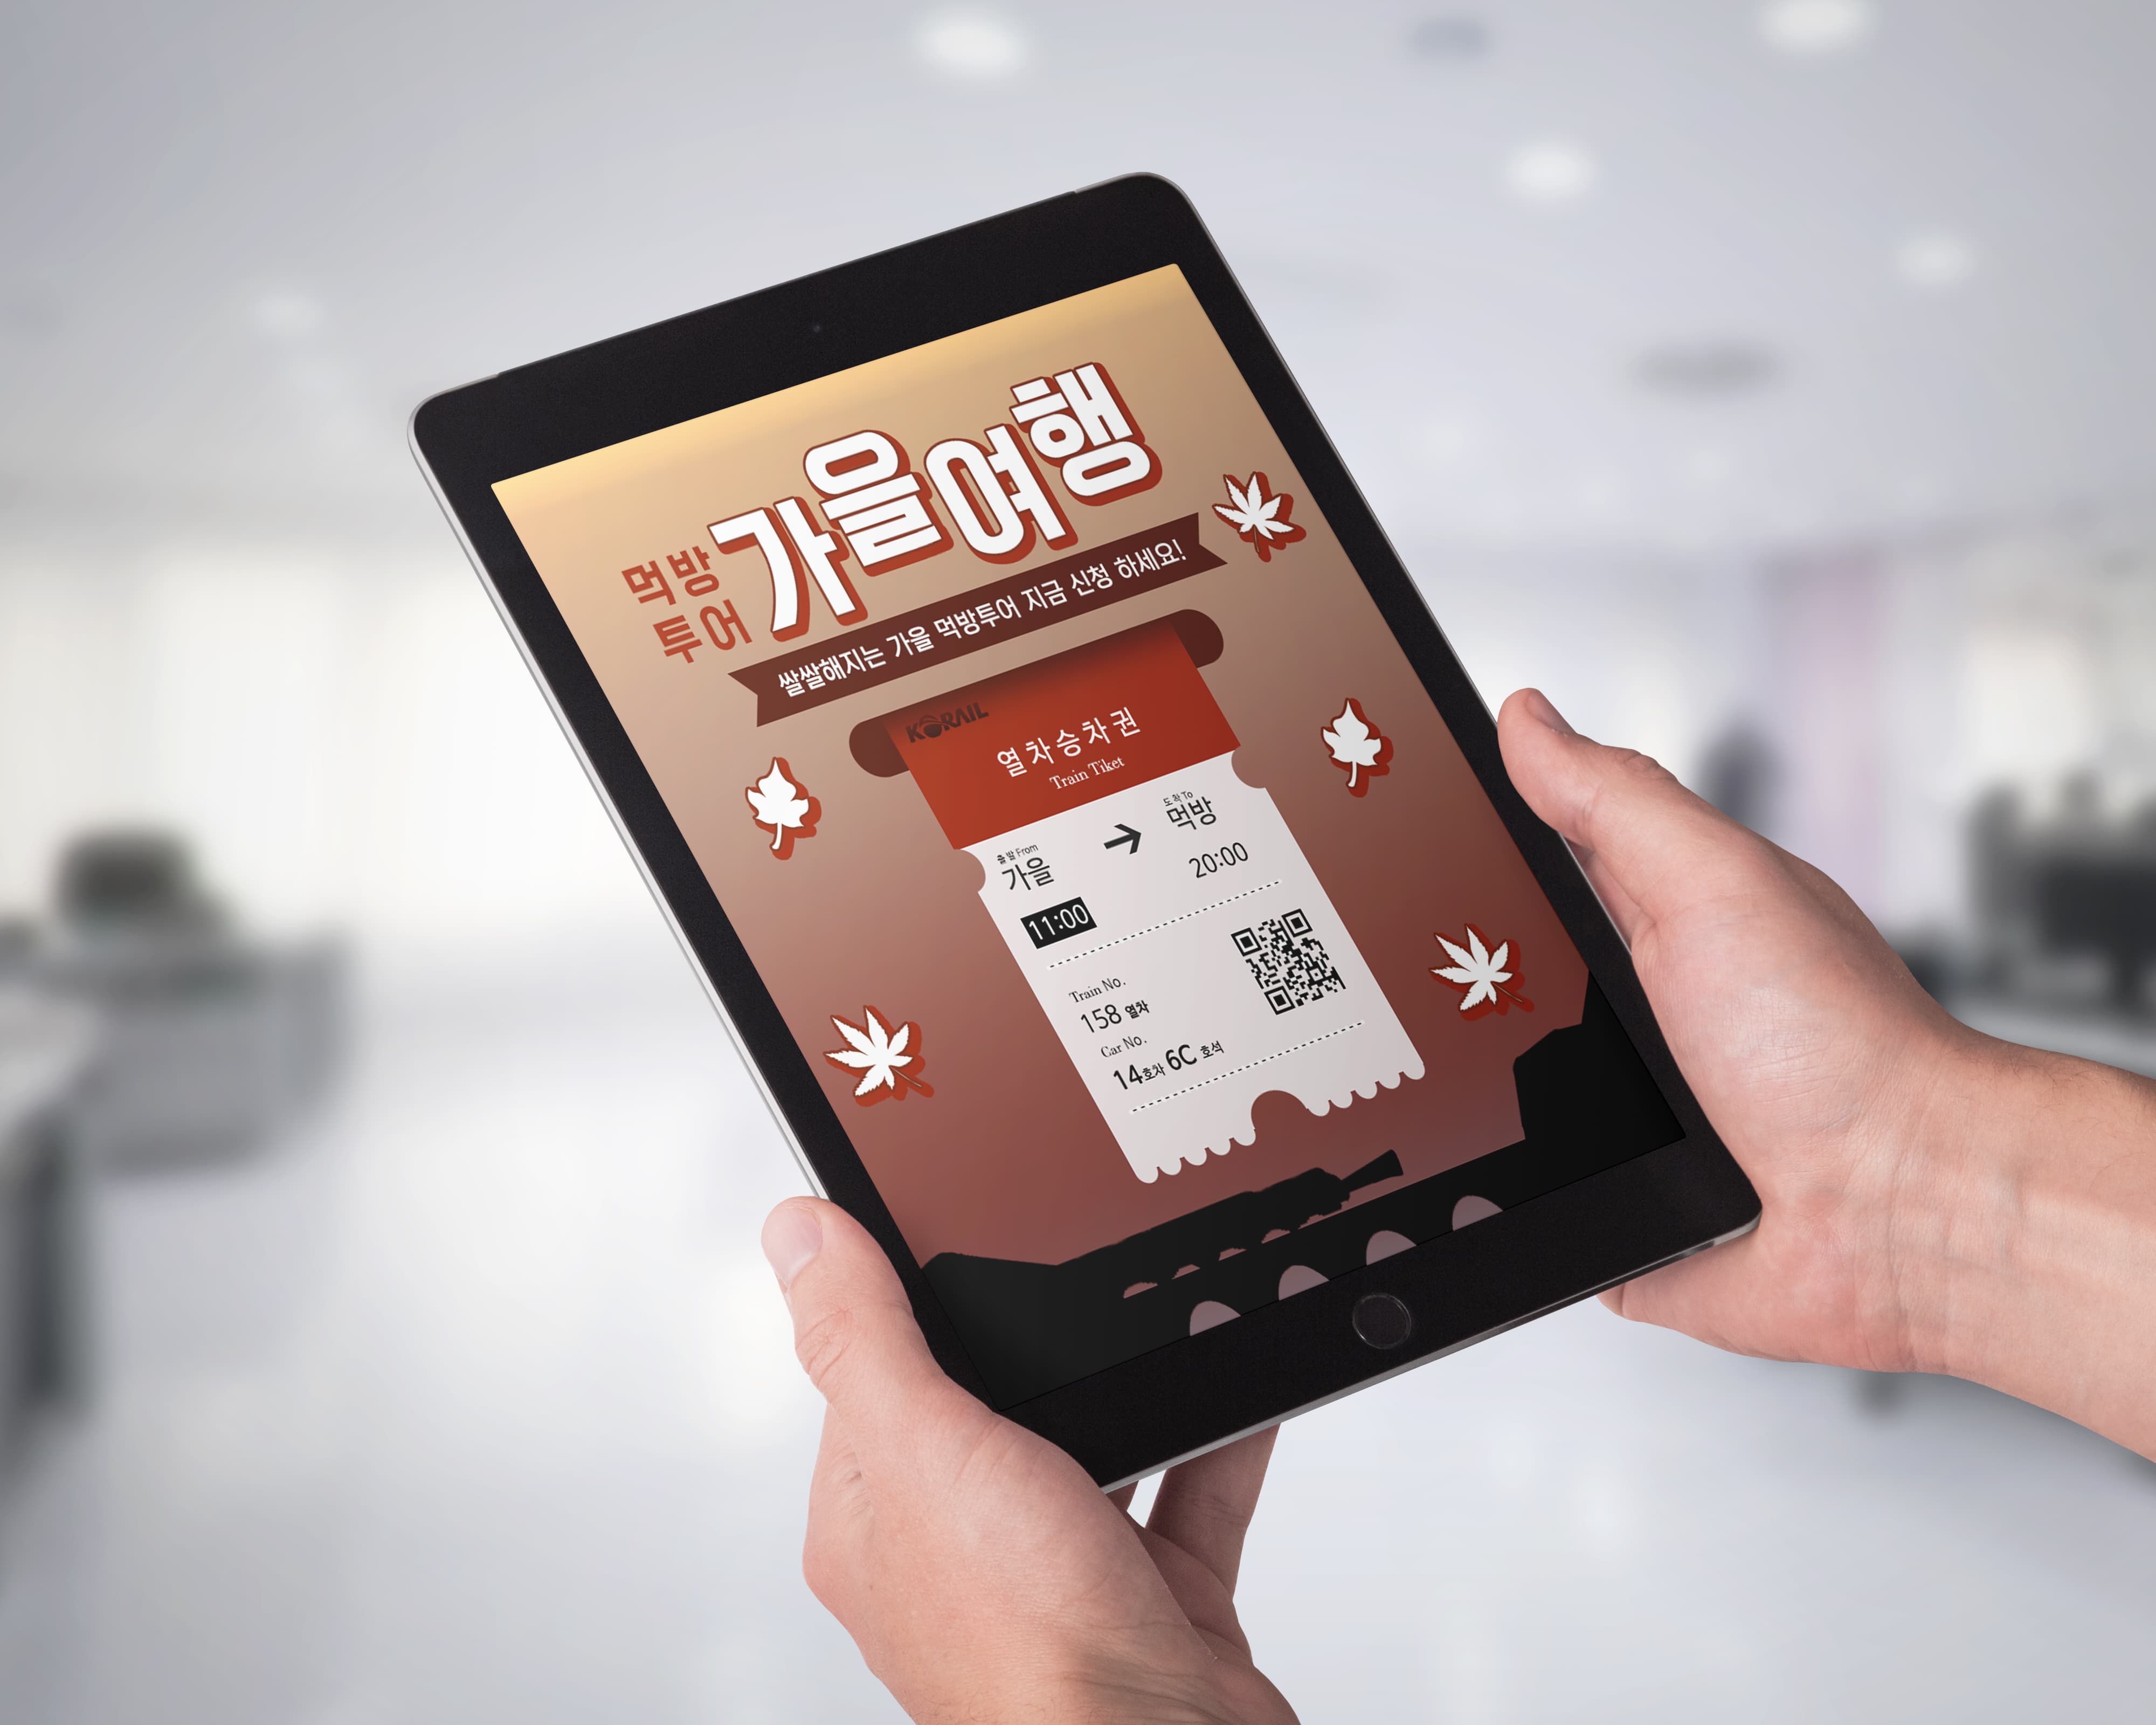 먹방
투어
가을여행
쌀쌀해지는 가을 먹방투어 지금 신청 하세요!
KORAIL
열차승차권
Train Tiket
출발 From
가을
도착 To
먹방
11:00
20:00
Train No.
158 열차
Car No.
14호차 6C 호석